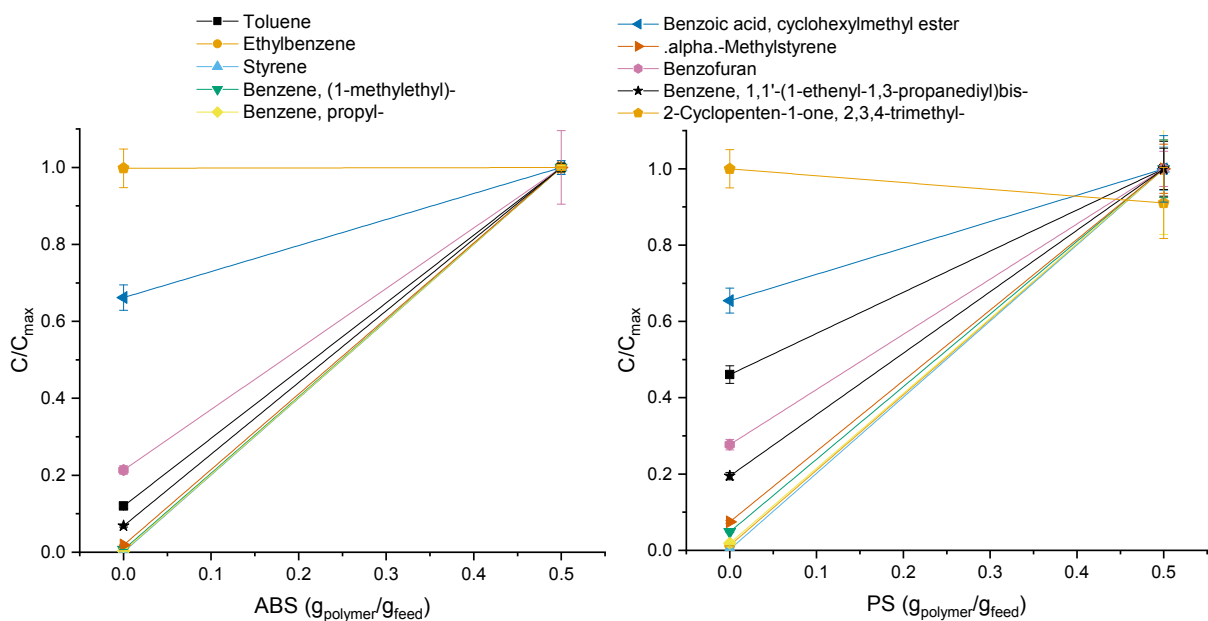 Toluene
Ethylbenzene
Styrene
Benzene, (1-methylethyl)-
Benzene, propyl-
Benzoic acid, cyclohexylmethyl ester
.alpha.-Methylstyrene
Benzofuran
Benzene, 1,1'-(1-ethenyl-1,3-propanediyl)bis-
2-Cyclopenten-1-one, 2,3,4-trimethyl-
C/Cmax
1.0
0.8
0.6
0.4
0.2
0.0
0.0 0.1 0.2 0.3 0.4 0.5
ABS (gpolymer/gfeed)
C/Cmax
1.0
0.8
0.6
0.4
0.2
0.0
0.0 0.1 0.2 0.3 0.4 0.5
PS (gpolymer/gfeed)